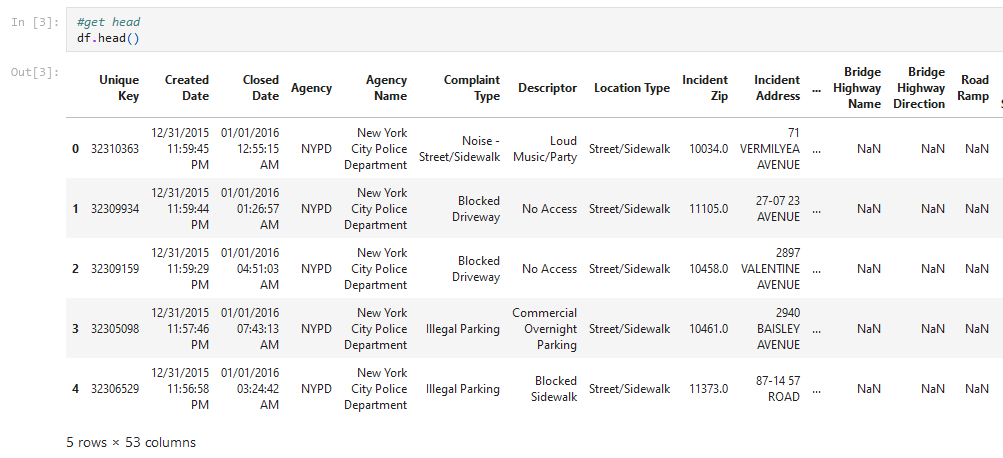 In [3]: #get head
df.head()
Out[3]:
Unique Key Created Date Closed Date Agency Agency Name Complaint Type Descriptor Location Type Incident Zip Incident Address ... Bridge Highway Name Bridge Highway Direction Road Ramp
0 32310363 12/31/2015 11:59:45 PM 01/01/2016 12:55:15 AM NYPD New York City Police Department Noise - Street/Sidewalk Loud Music/Party Street/Sidewalk 10034.0 71 VERMILYEA AVENUE ... NaN NaN NaN
1 32309934 12/31/2015 11:59:44 PM 01/01/2016 01:26:57 AM NYPD New York City Police Department Blocked Driveway No Access Street/Sidewalk 11105.0 27-07 23 AVENUE ... NaN NaN NaN
2 32309159 12/31/2015 11:59:29 PM 01/01/2016 04:51:03 AM NYPD New York City Police Department Blocked Driveway No Access Street/Sidewalk 10458.0 2897 VALENTINE AVENUE ... NaN NaN NaN
3 32305098 12/31/2015 11:57:46 PM 01/01/2016 07:43:13 AM NYPD New York City Police Department Illegal Parking Commercial Overnight Parking Street/Sidewalk 10461.0 2940 BAISLEY AVENUE ... NaN NaN NaN
4 32306529 12/31/2015 11:56:58 PM 01/01/2016 03:24:42 AM NYPD New York City Police Department Illegal Parking Blocked Sidewalk Street/Sidewalk 11373.0 87-14 57 ROAD ... NaN NaN NaN
5 rows × 53 columns